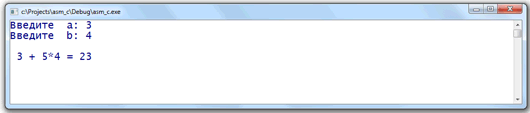 c:\Projects\asm_c\Debug\asm_c.exe
Введите  a: 3
Введите  b: 4
3 + 5*4 = 23